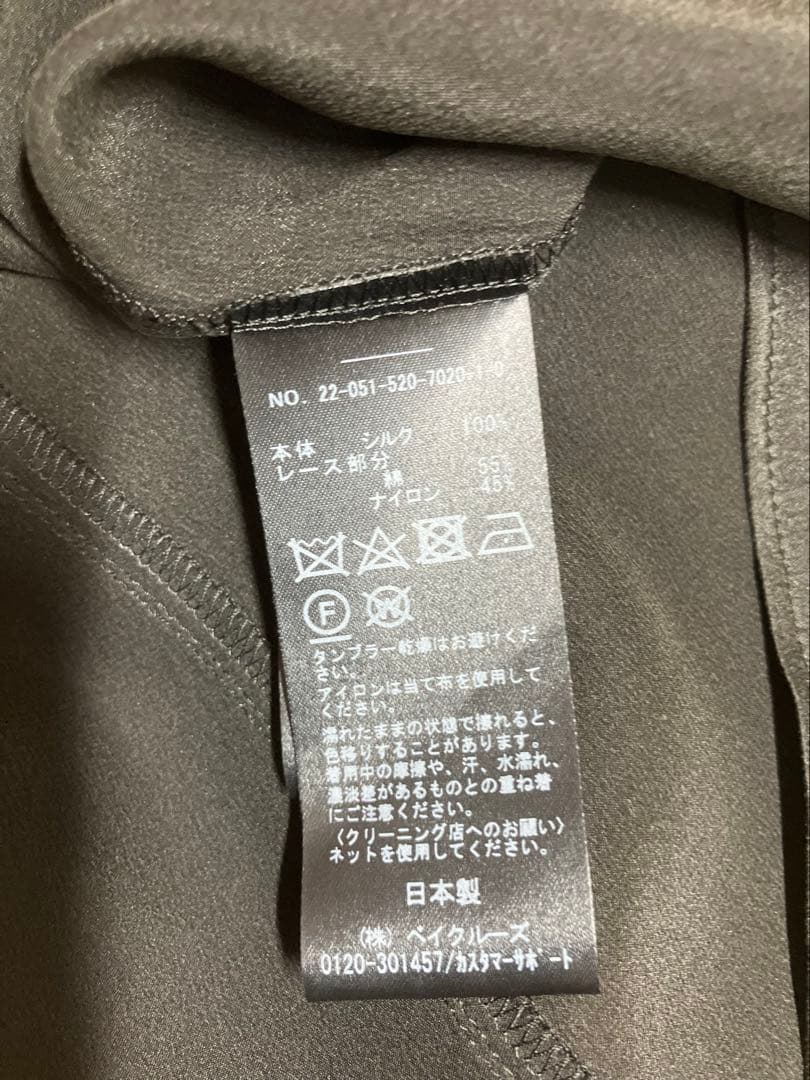 NO. 22-051-520-7020-1-0
本体 シルク 100%
レース部分
綿 55%
ナイロン 45%
F
W
タンブラー乾燥はお避けくだ
さい。
アイロンは当て布を使用して
ください。
濡れたままの状態で擦れると、
色移りすることがあります。
着用中の摩擦や、汗、水濡れ、
濃淡差があるものとの重ね着
にご注意ください。
〈クリーニング店へのお願い〉
ネットを使用してください。
日本製
(株) ベイクルーズ
0120-301457/カスタマーサポート